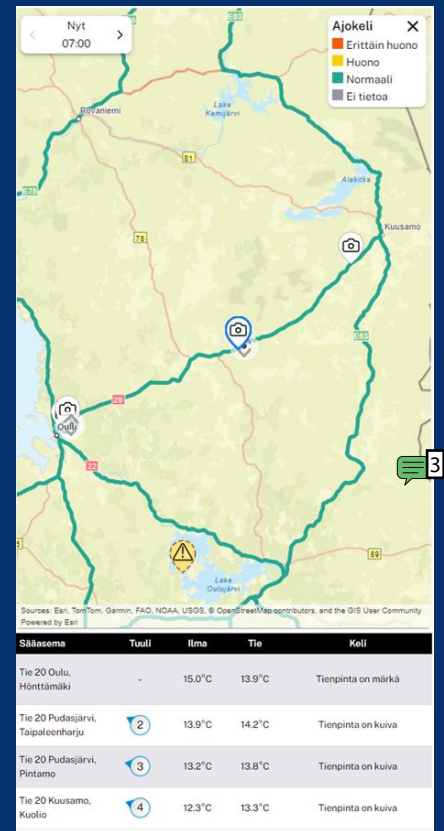 Nyt
07:00
Ajokeli
Erittäin huono
Huono
Normaali
Ei tietoa
E63
Rovaniemi
Lake
Kemijärvi
81
E75
Alakitka
Kuusamo
78
E63
20
Oulu
22
89
Lake
Oulujärvi
3
Sources: Esri, TomTom, Garmin, FAO, NOAA, USGS, © OpenStreetMap contributors, and the GIS User Community
Powered by Esri
Sääasema Tuuli Ilma Tie Keli
Tie 20 Oulu,
Hönttämäki - 15.0°C 13.9°C Tienpinta on märkä
Tie 20 Pudasjärvi,
Taipaleenharju 2 13.9°C 14.2°C Tienpinta on kuiva
Tie 20 Pudasjärvi,
Pintamo 3 13.2°C 13.8°C Tienpinta on kuiva
Tie 20 Kuusamo,
Kuolio 4 12.3°C 13.3°C Tienpinta on kuiva